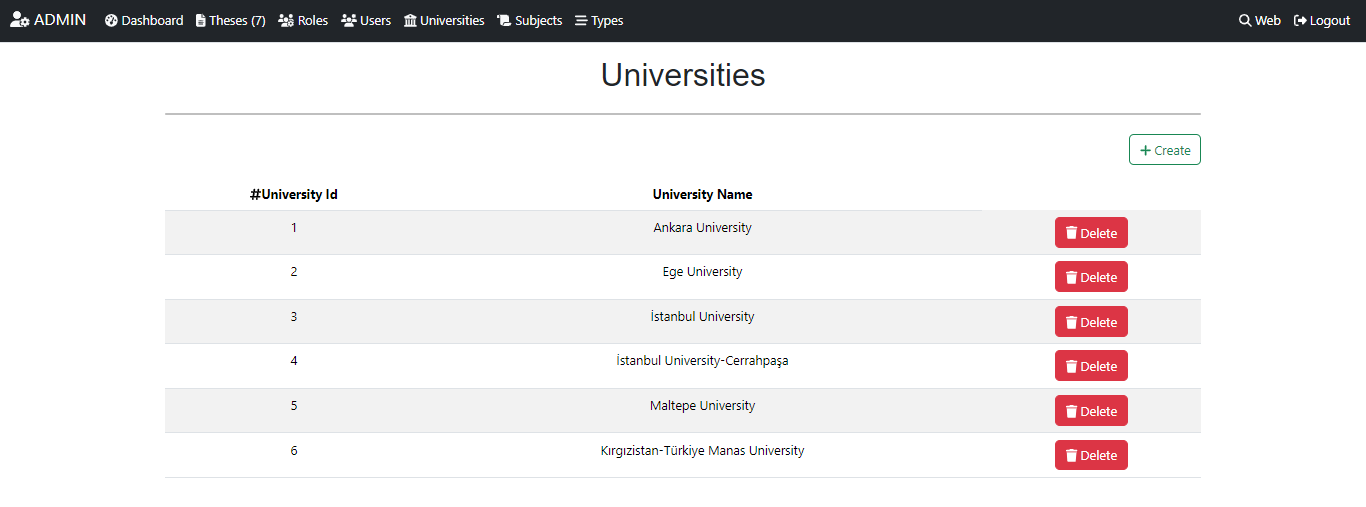 ADMIN Dashboard Theses (7) Roles Users Universities Subjects Types Web Logout
Universities
+ Create
#University Id University Name
1 Ankara University Delete
2 Ege University Delete
3 İstanbul University Delete
4 İstanbul University-Cerrahpaşa Delete
5 Maltepe University Delete
6 Kırgızistan-Türkiye Manas University Delete